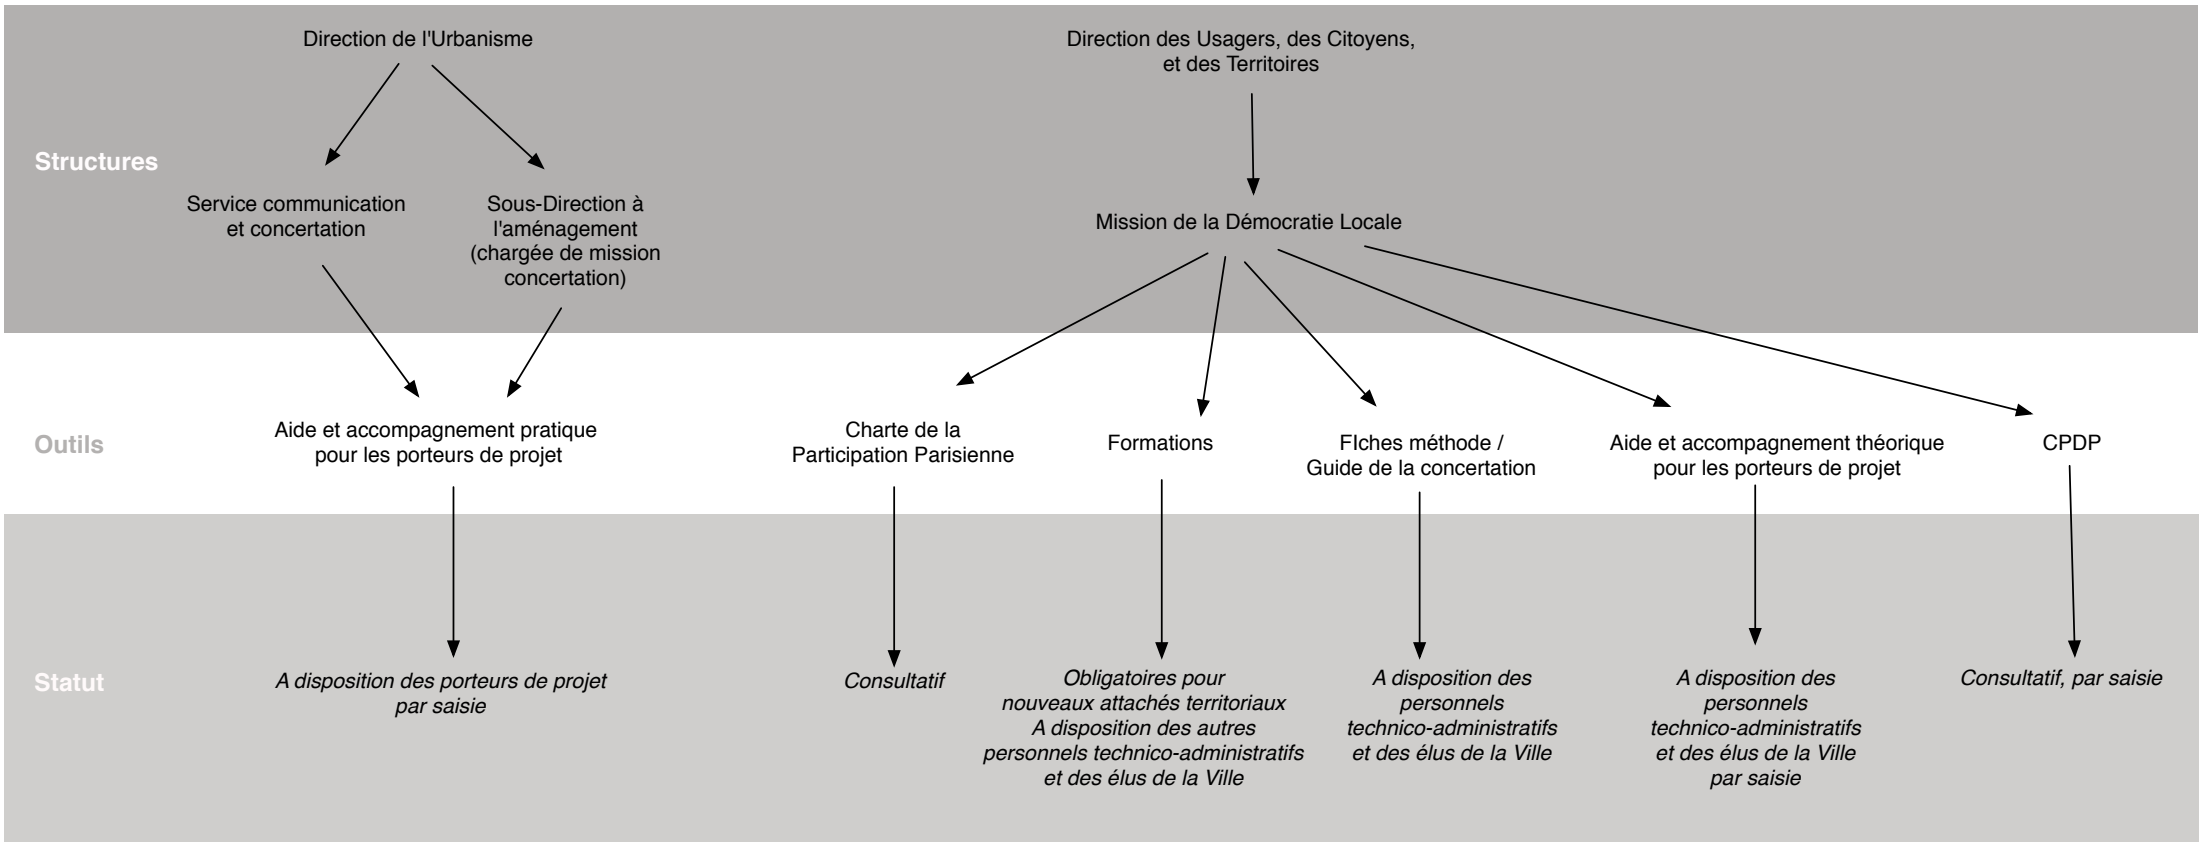 Direction de l'Urbanisme
Direction des Usagers, des Citoyens,
et des Territoires
Structures
Service communication
et concertation
Sous-Direction à
l'aménagement
(chargée de mission
concertation)
Mission de la Démocratie Locale
Outils
Aide et accompagnement pratique
pour les porteurs de projet
Charte de la
Participation Parisienne
Formations
FIches méthode /
Guide de la concertation
Aide et accompagnement théorique
pour les porteurs de projet
CPDP
Statut
A disposition des porteurs de projet
par saisie
Consultatif
Obligatoires pour
nouveaux attachés territoriaux
A disposition des autres
personnels technico-administratifs
et des élus de la Ville
A disposition des
personnels
technico-administratifs
et des élus de la Ville
A disposition des
personnels
technico-administratifs
et des élus de la Ville
par saisie
Consultatif, par saisie